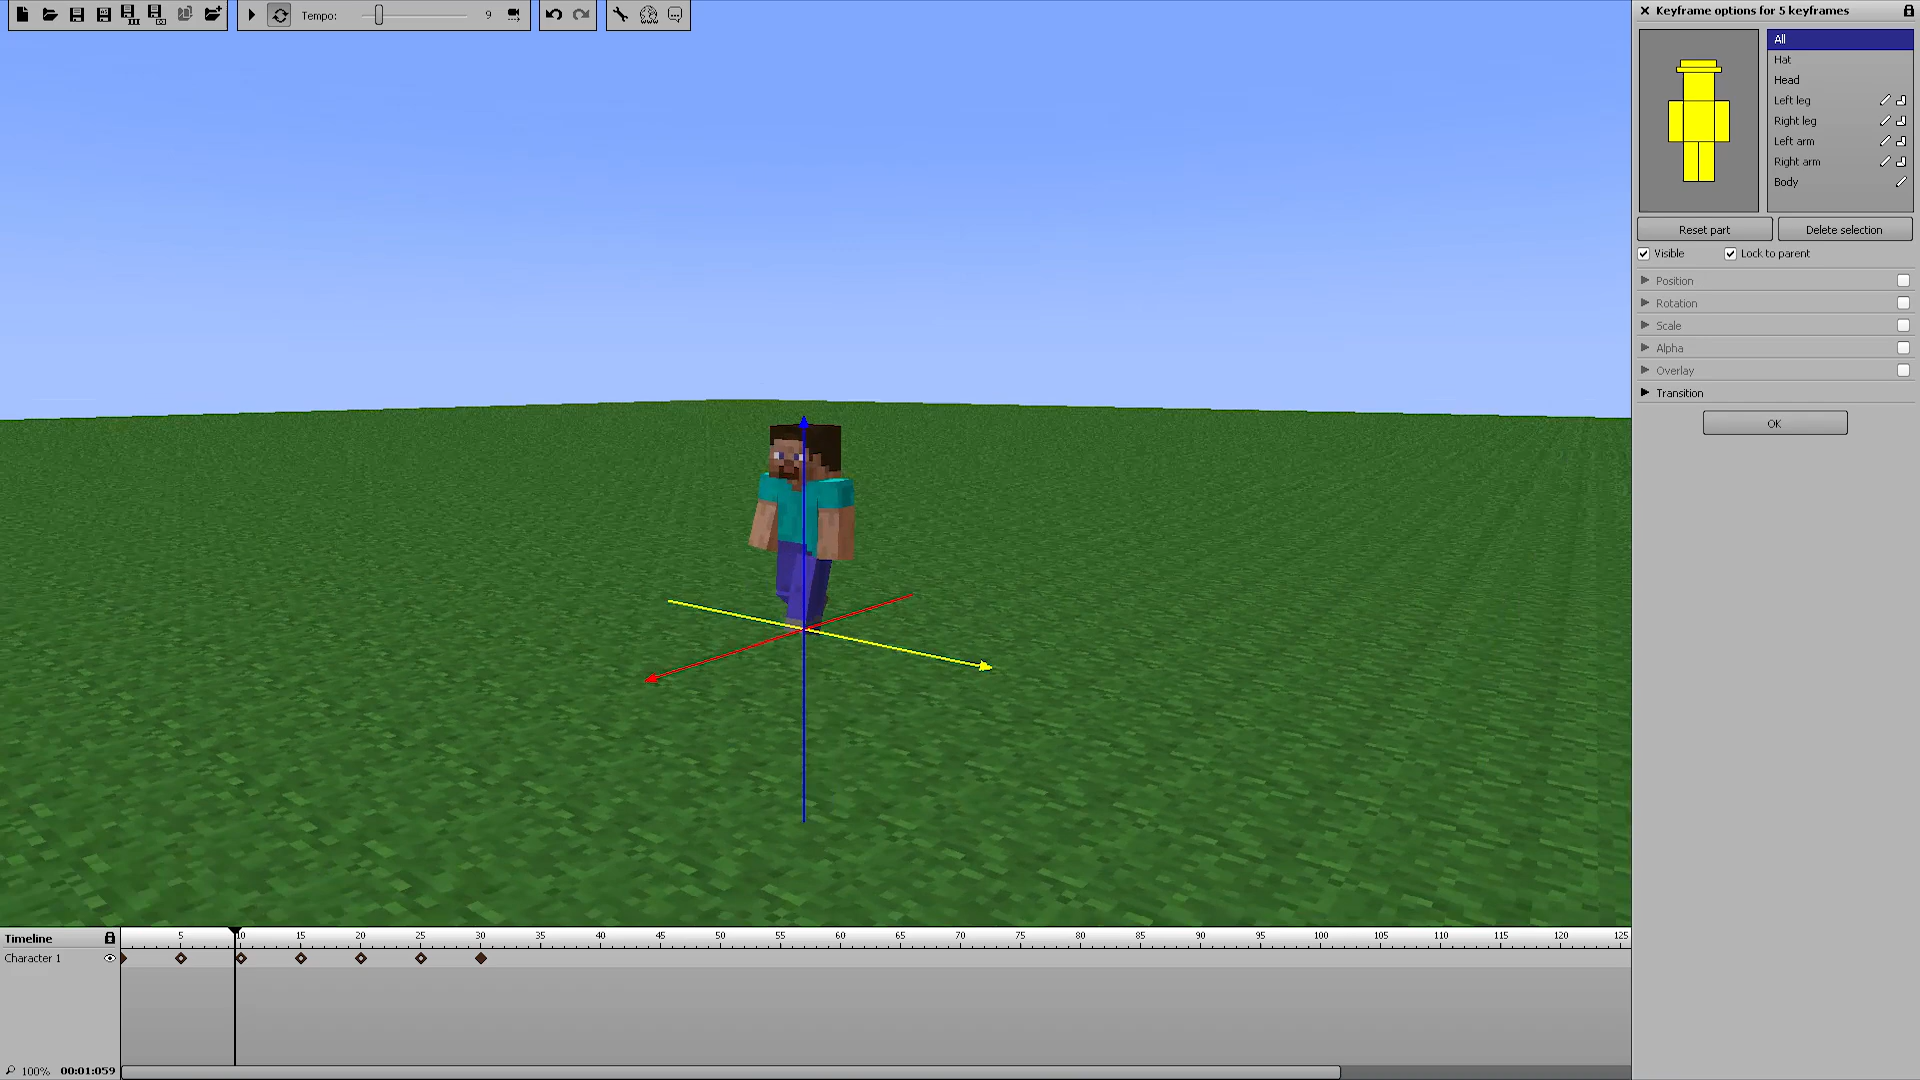 Tempo: 9
Keyframe options for 5 keyframes
All
Hat
Head
Left leg
Right leg
Left arm
Right arm
Body
Reset part Delete selection
Visible Lock to parent
Position
Rotation
Scale
Alpha
Overlay
Transition
OK
Timeline 5 10 15 20 25 30 35 40 45 50 55 60 65 70 75 80 85 90 95 100 105 110 115 120 125
Character 1
100% 00:01:059